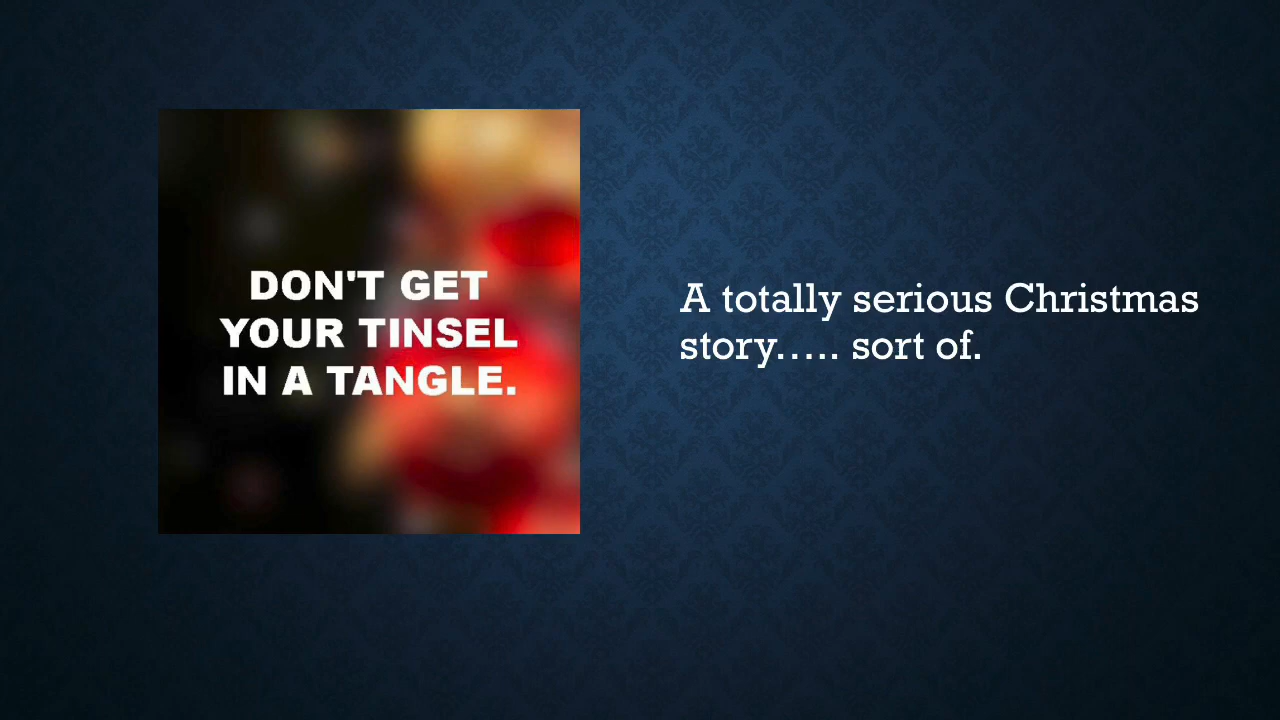 DON'T GET
YOUR TINSEL
IN A TANGLE.
A totally serious Christmas
story..... sort of.